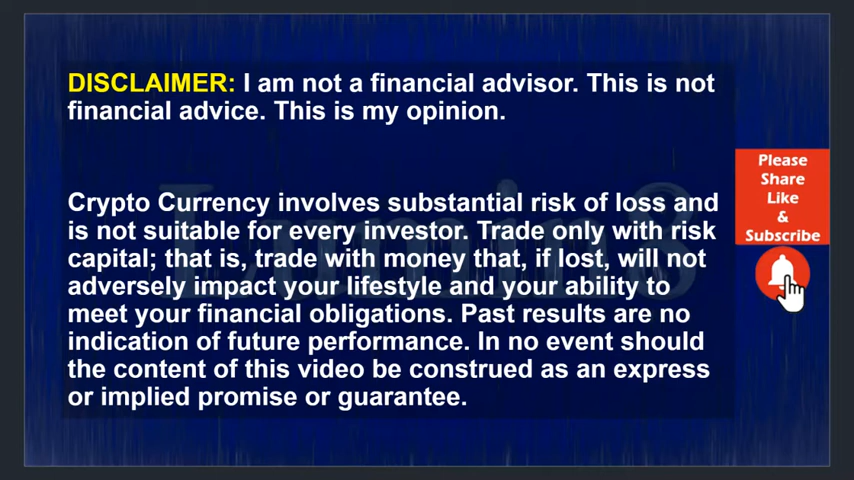 DISCLAIMER: I am not a financial advisor. This is not
financial advice. This is my opinion.
Crypto Currency involves substantial risk of loss and
is not suitable for every investor. Trade only with risk
capital; that is, trade with money that, if lost, will not
adversely impact your lifestyle and your ability to
meet your financial obligations. Past results are no
indication of future performance. In no event should
the content of this video be construed as an express
or implied promise or guarantee.
Please
Share
Like
&
Subscribe
Lumin8